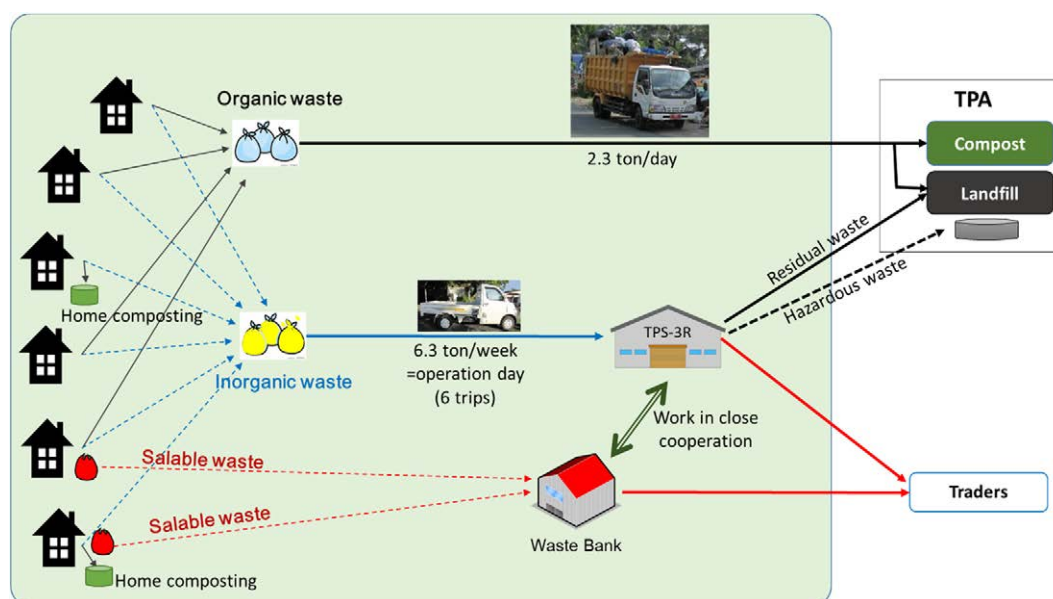 Organic waste
2.3 ton/day
TPA
Compost
Landfill
Residual waste
Hazardous waste
Home composting
Inorganic waste
6.3 ton/week
=operation day
(6 trips)
TPS-3R
Work in close
cooperation
Salable waste
Salable waste
Traders
Waste Bank
Home composting